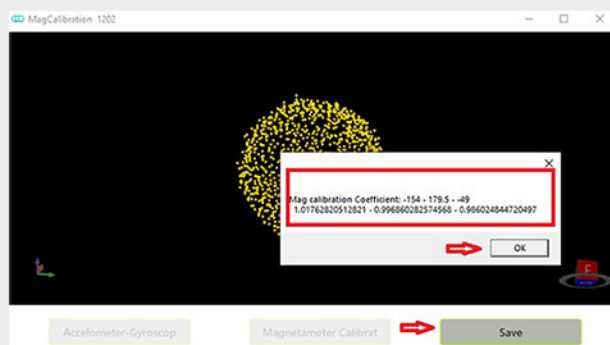 MagCalibration 1202
Mag calibration Coefficient: -154 - 179.5 - -49
1.01762820512821 - 0.996860282574568 - 0.986024844720497
OK
Accelometer-Gyroscop
Magnetameter Calibrat
Save